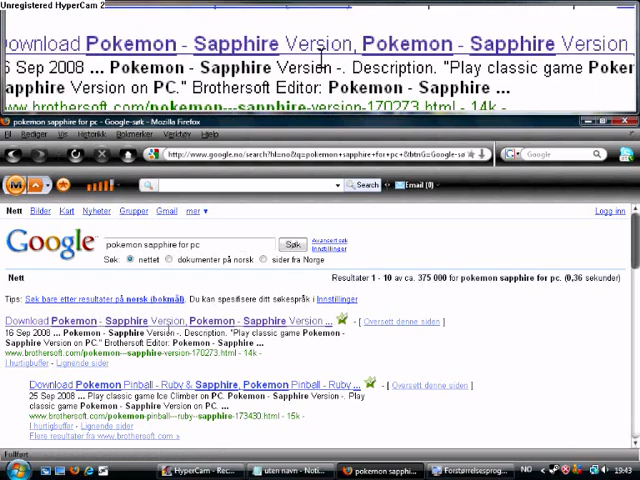 Unregistered HyperCam 2
Download Pokemon - Sapphire Version, Pokemon - Sapphire Version
6 Sep 2008 ... Pokemon - Sapphire Version -. Description. "Play classic game Poker
apphire Version on PC." Brothersoft Editor: Pokemon - Sapphire ...
www.brothersoft.com/pokemon---sapphire-version-170273.html - 14k -
pokemon sapphire for pc - Google-søk - Mozilla Firefox
Rediger Vis Historikk Bokmerker Verktøy Hjelp
http://www.google.no/search?hl=no&q=pokemon+sapphire+for+pc+&btnG=Google-sø
Google
Search
Email (0)
Nett Bilder Kart Nyheter Grupper Gmail mer ▾
Logg inn
Google
pokemon sapphire for pc
Søk
Avansert søk
Innstillinger
Søk: nettet dokumenter på norsk sider fra Norge
Nett
Resultater 1 - 10 av ca. 375 000 for pokemon sapphire for pc. (0,36 sekunder)
Tips: Søk bare etter resultater på norsk (bokmål). Du kan spesifisere ditt søkespråk i Innstillinger
Download Pokemon - Sapphire Version, Pokemon - Sapphire Version ... - [ Oversett denne siden ]
16 Sep 2008 ... Pokemon - Sapphire Version -. Description. "Play classic game Pokemon -
Sapphire Version on PC." Brothersoft Editor: Pokemon - Sapphire ...
www.brothersoft.com/pokemon---sapphire-version-170273.html - 14k -
I hurtigbuffer - Lignende sider
Download Pokemon Pinball - Ruby & Sapphire, Pokemon Pinball - Ruby ... - [ Oversett denne siden ]
25 Sep 2008 ... Play classic game Ice Climber on PC. Pokemon - Sapphire Version -. Play
classic game Pokemon - Sapphire Version on PC. ...
www.brothersoft.com/pokemon-pinball---ruby--sapphire-173430.html - 15k -
I hurtigbuffer - Lignende sider
Flere resultater fra www.brothersoft.com »
Fullført
HyperCam - Rec...
uten navn - Noti...
pokemon sapphi...
Forstørrelsesprog...
NO
19:43